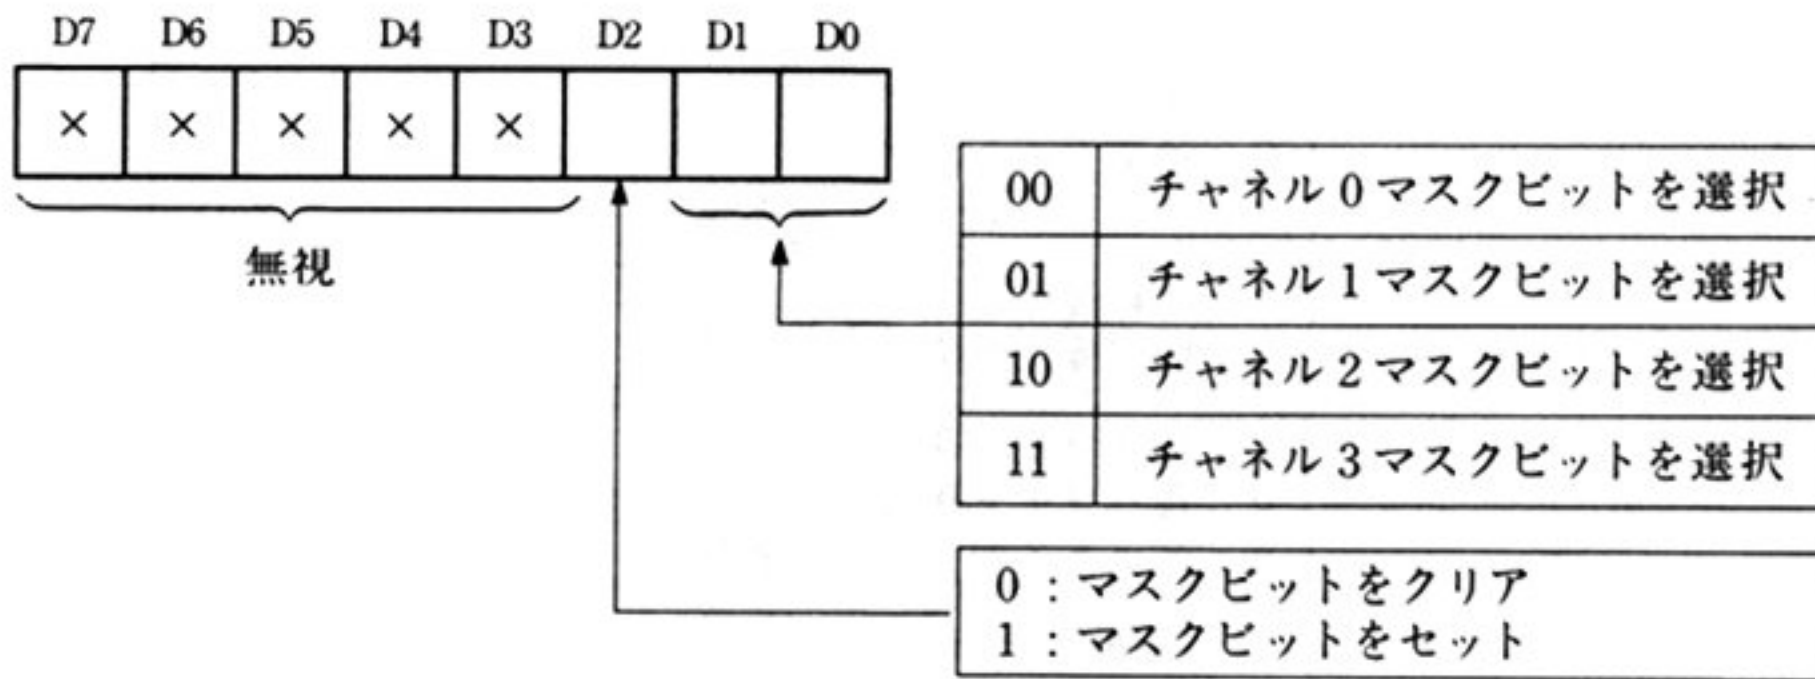 D7 D6 D5 D4 D3 D2 D1 D0
× × × × ×
無視
00 チャネル0マスクビットを選択
01 チャネル1マスクビットを選択
10 チャネル2マスクビットを選択
11 チャネル3マスクビットを選択
0：マスクビットをクリア
1：マスクビットをセット